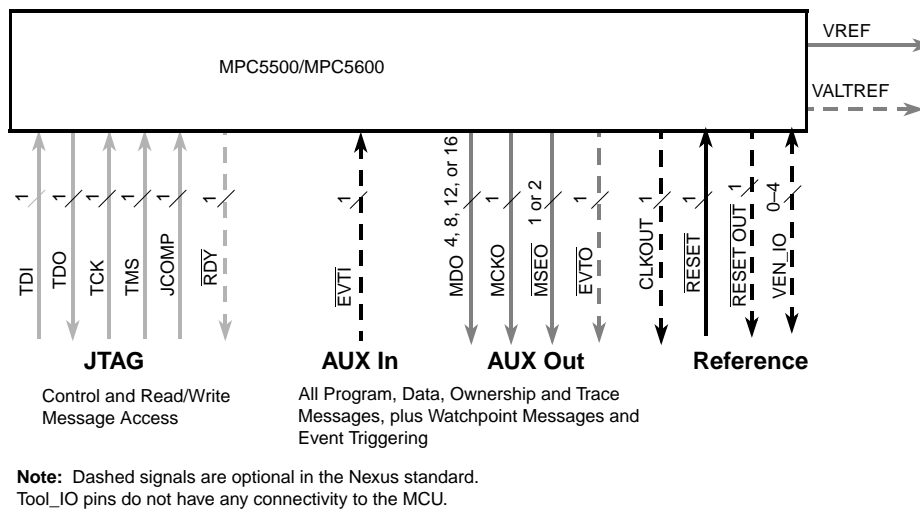 VREF
MPC5500/MPC5600
VALTREF
1
1
1
1
1
1
1
4, 8, 12, or 16
1
1 or 2
1
1
1
1
0–4
TDI
TDO
TCK
TMS
JCOMP
RDY
EVTI
MDO
MCKO
MSEO
EVTO
CLKOUT
RESET
RESET OUT
VEN_IO
JTAG
AUX In
AUX Out
Reference
Control and Read/Write
Message Access
All Program, Data, Ownership and Trace
Messages, plus Watchpoint Messages and
Event Triggering
Note: Dashed signals are optional in the Nexus standard.
Tool_IO pins do not have any connectivity to the MCU.